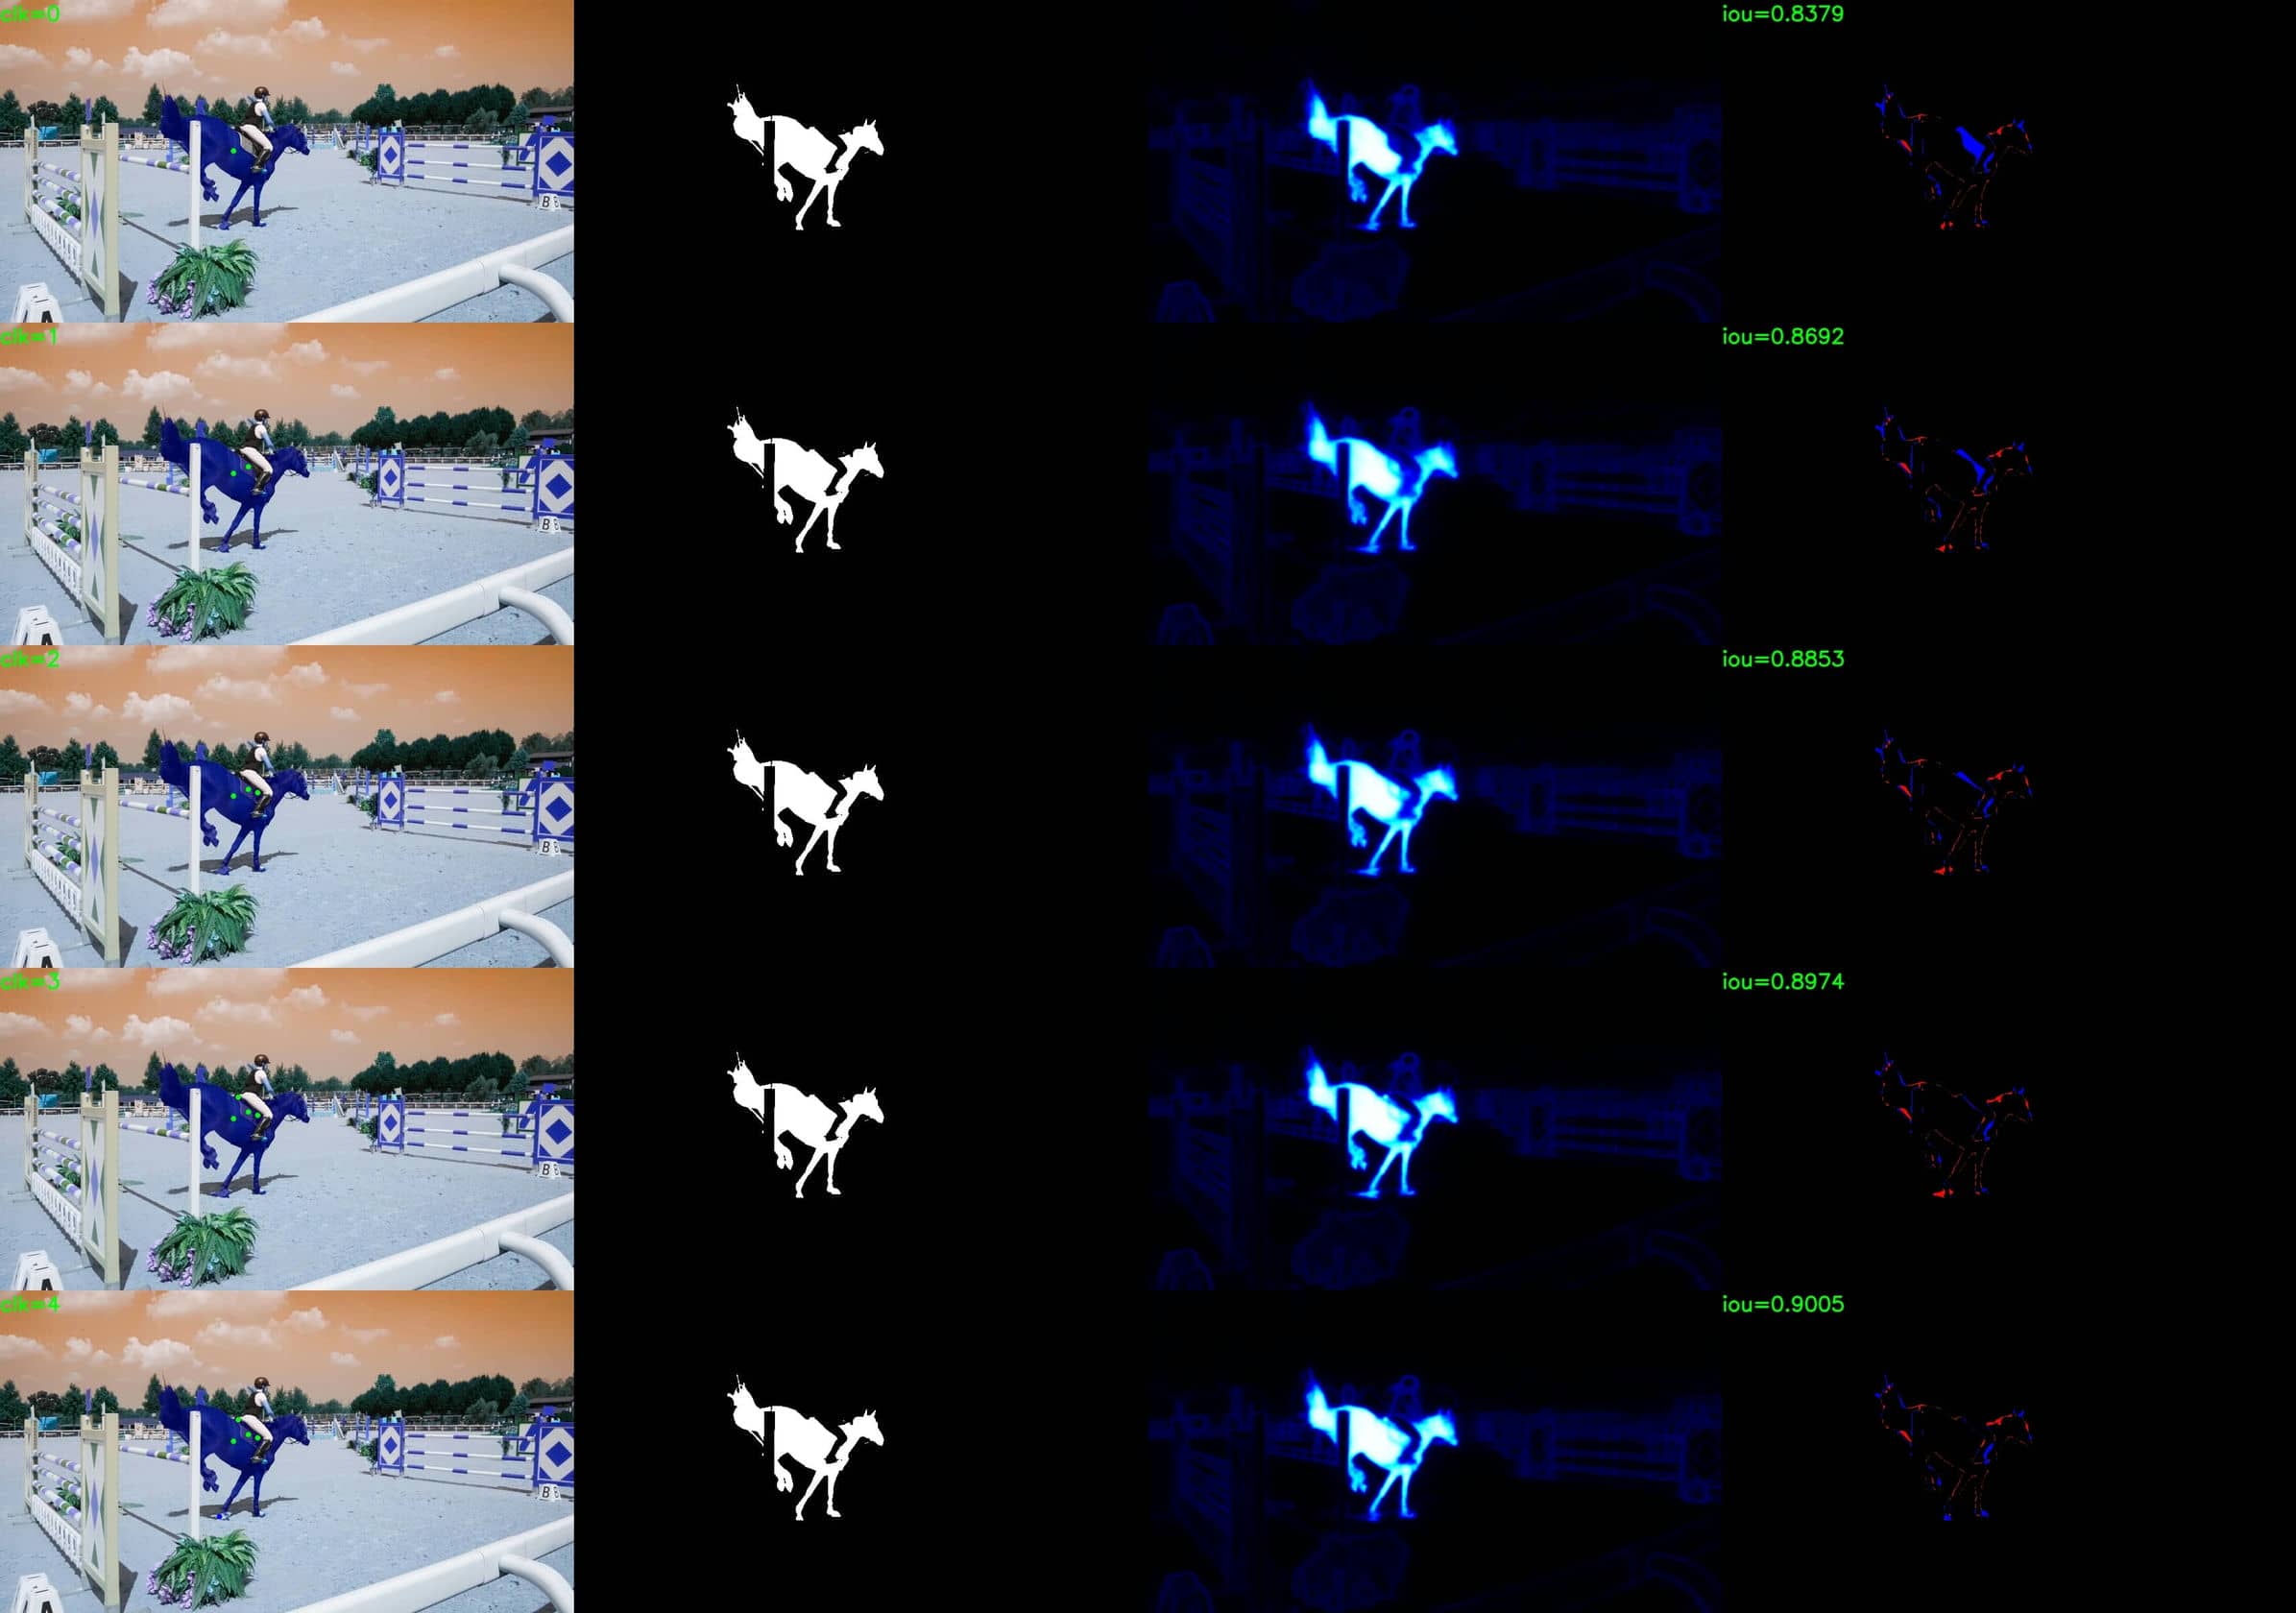 clk=0
iou=0.8379
B B
A
clk=1
iou=0.8692
B B
A
clk=2
iou=0.8853
B B
A
clk=3
iou=0.8974
B B
A
clk=4
iou=0.9005
B B
A